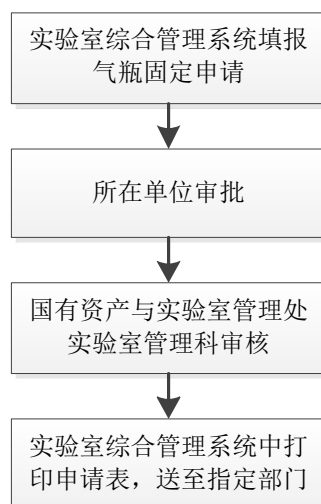 实验室综合管理系统填报
气瓶固定申请
所在单位审批
国有资产与实验室管理处
实验室管理科审核
实验室综合管理系统中打
印申请表，送至指定部门